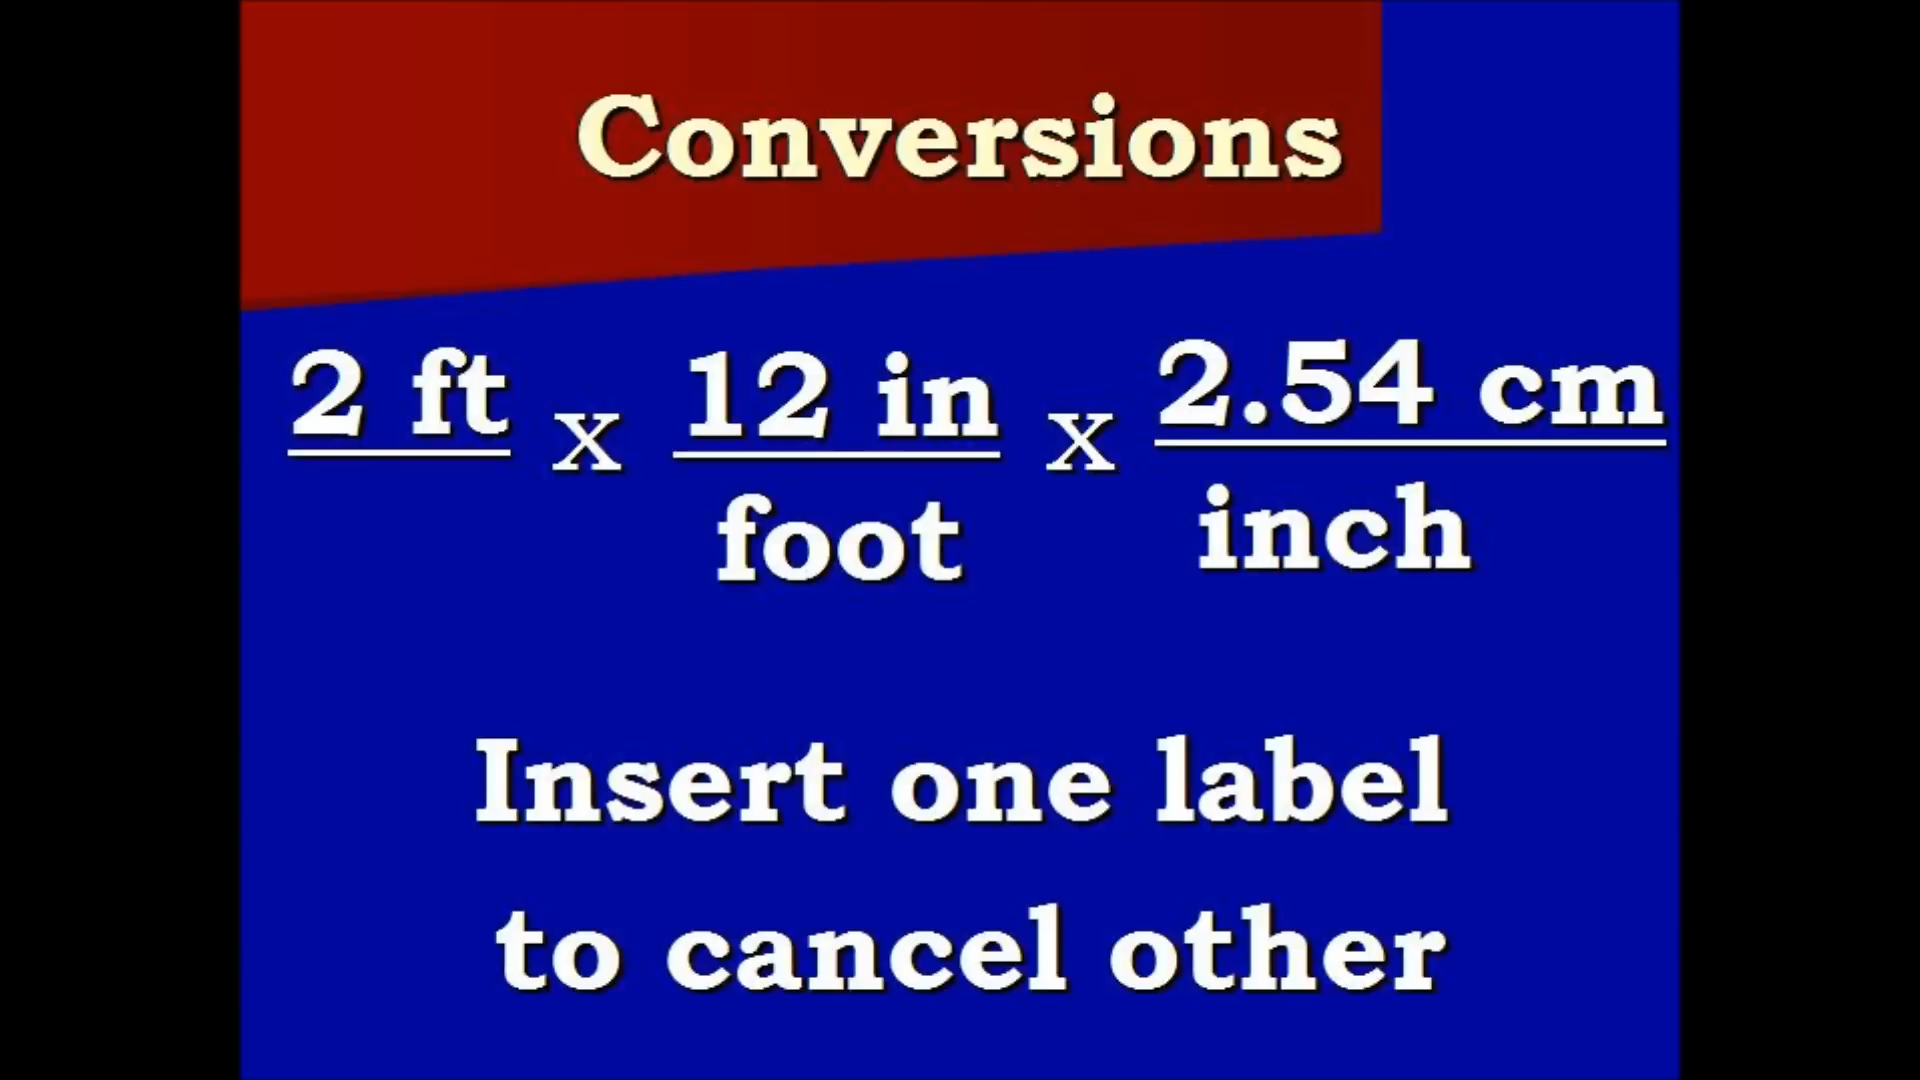 Conversions
2 ft x 12 in x 2.54 cm
foot inch
Insert one label
to cancel other